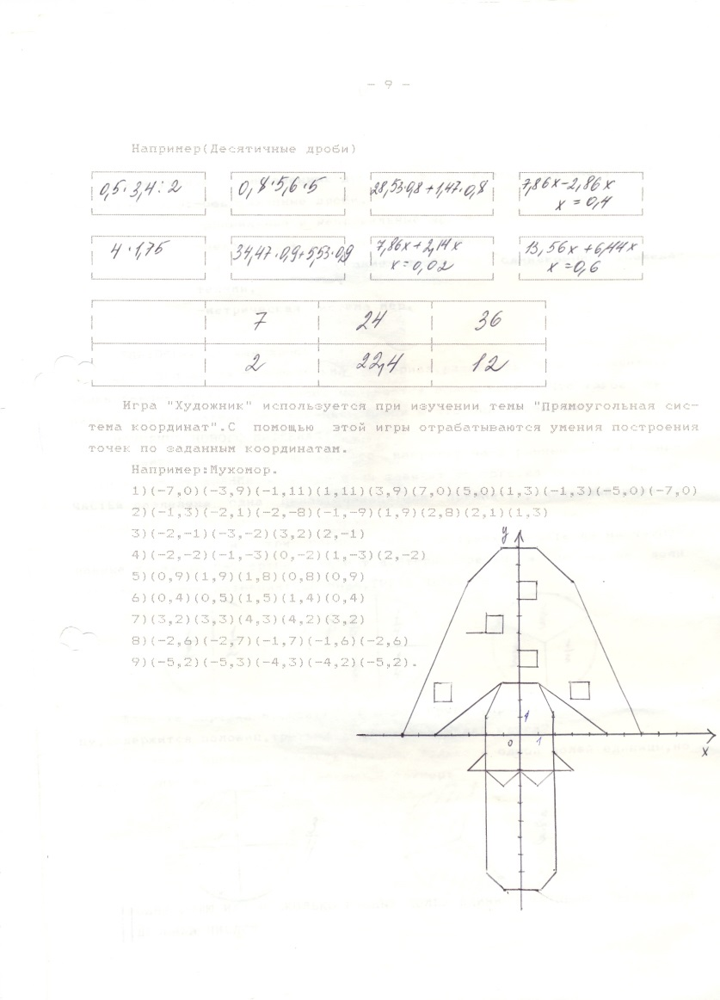 - 9 -
Например(Десятичные дроби)
0,5·3,4:2 0,8·5,6·5 28,53·0,8+1,47·0,8 7,86x-2,86x
x=0,4
4·1,75 34,47·0,9+5,53·0,9 7,86x+2,14x 13,56x+6,44x
x=0,02 x=0,6
7 24 36
2 22,4 12
Игра "Художник" используется при изучении темы "Прямоугольная сис-
тема координат".С помощью этой игры отрабатываются умения построения
точек по заданным координатам.
Например:Мухомор.
1)(-7,0)(-3,9)(-1,11)(1,11)(3,9)(7,0)(5,0)(1,3)(-1,3)(-5,0)(-7,0)
2)(-1,3)(-2,1)(-2,-8)(-1,-9)(1,9)(2,8)(2,1)(1,3)
3)(-2,-1)(-3,-2)(3,2)(2,-1)
4)(-2,-2)(-1,-3)(0,-2)(1,-3)(2,-2)
5)(0,9)(1,9)(1,8)(0,8)(0,9)
6)(0,4)(0,5)(1,5)(1,4)(0,4)
7)(3,2)(3,3)(4,3)(4,2)(3,2)
8)(-2,6)(-2,7)(-1,7)(-1,6)(-2,6)
9)(-5,2)(-5,3)(-4,3)(-4,2)(-5,2).
y
1
0 1
x